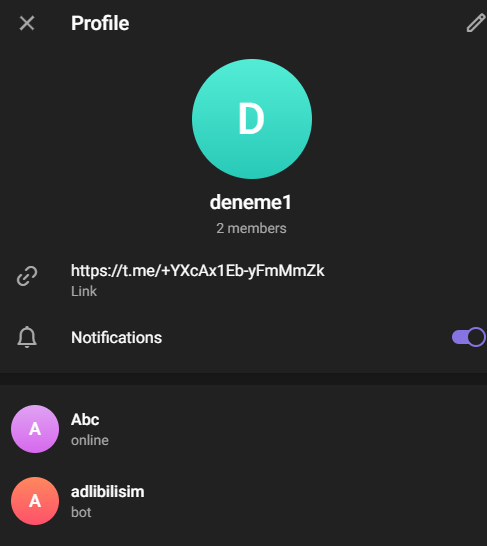 Profile
D
deneme1
2 members
https://t.me/+YXcAx1Eb-yFmMmZk
Link
Notifications
A
Abc
online
A
adlibilisim
bot